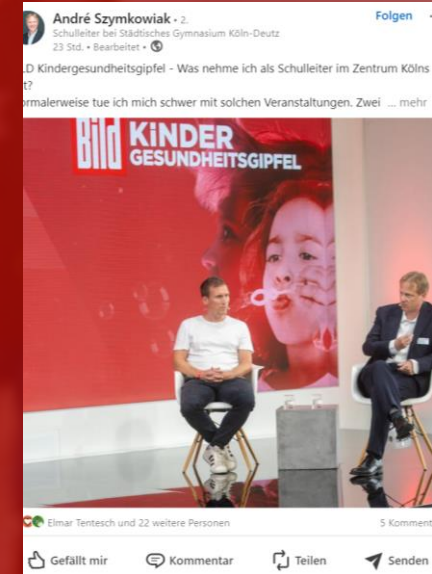 André Szymkowiak • 2.
Folgen
Schulleiter bei Städtisches Gymnasium Köln-Deutz
23 Std. • Bearbeitet •
.D Kindergesundheitsgipfel - Was nehme ich als Schulleiter im Zentrum Kölns
t?
ormalerweise tue ich mich schwer mit solchen Veranstaltungen. Zwei ... mehr
Bild KiNDER
GESUNDHEITSGIPFEL
Elmar Tentesch und 22 weitere Personen
5 Komment
Gefällt mir
Kommentar
Teilen
Senden